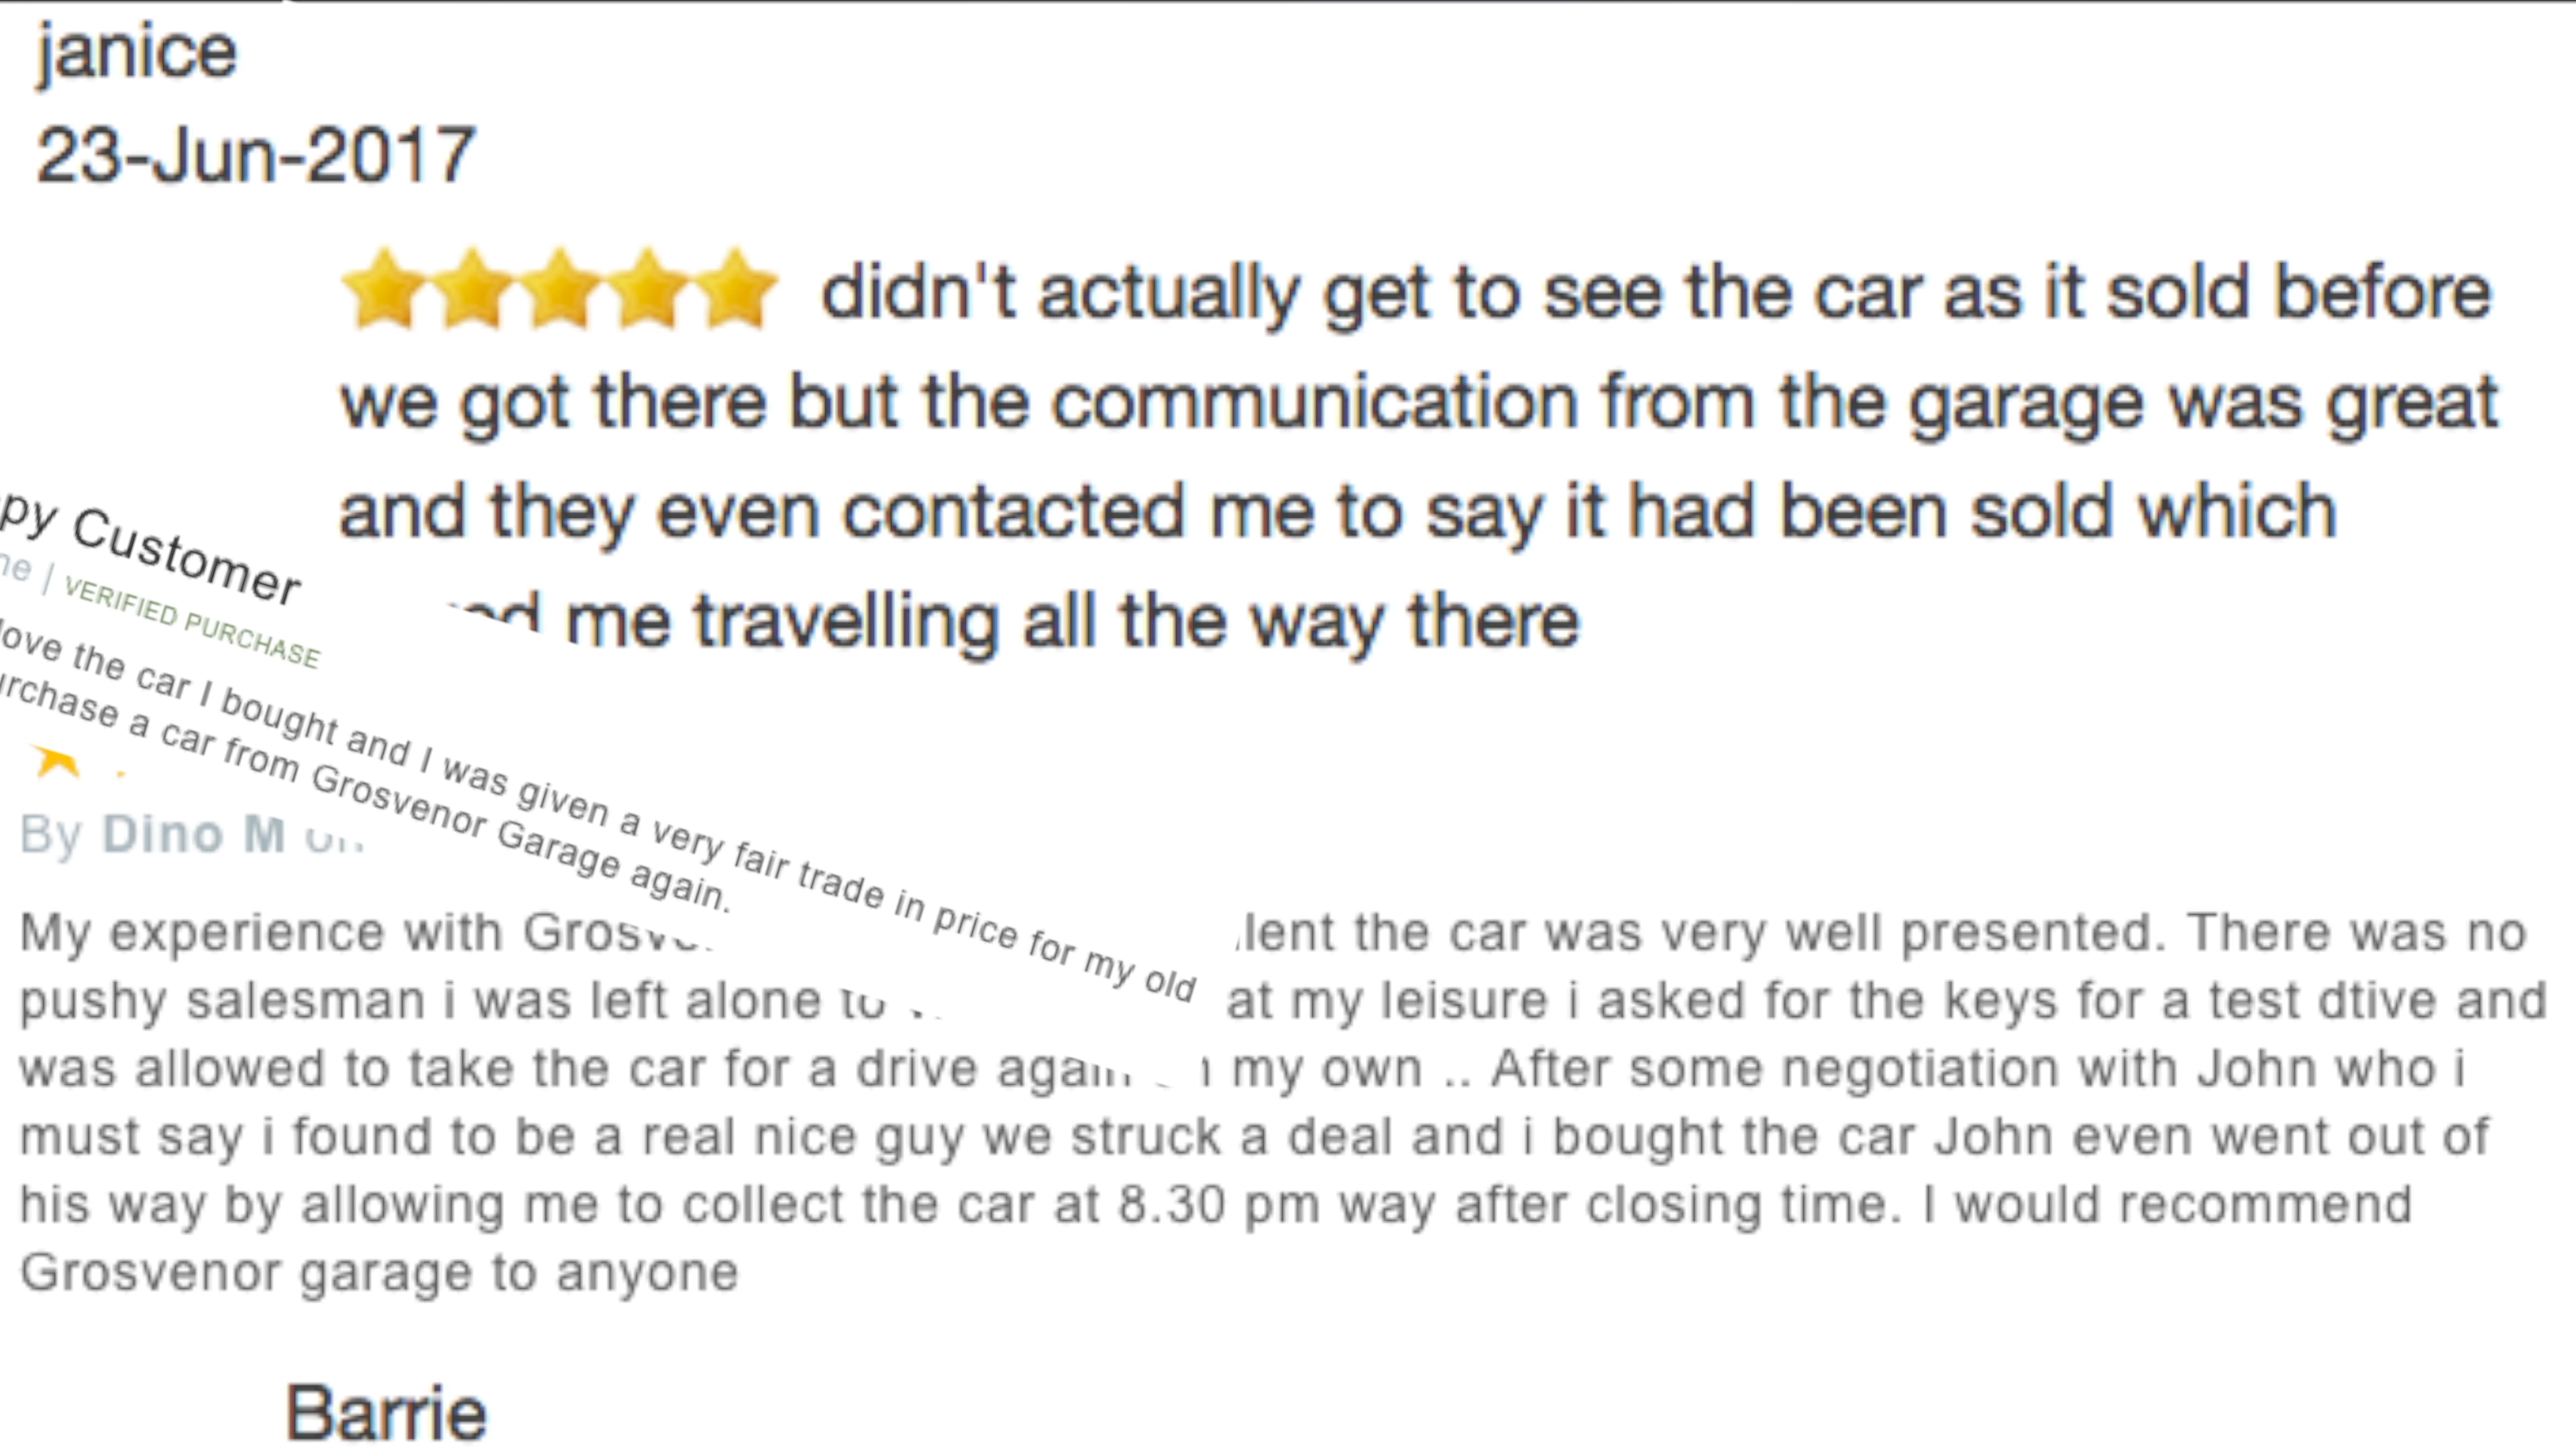 janice
23-Jun-2017
didn't actually get to see the car as it sold before
we got there but the communication from the garage was great
and they even contacted me to say it had been sold which
me travelling all the way there
Customer
VERIFIED PURCHASE
the car I bought and I was given a very fair trade in price for my old
a car from Grosvenor Garage again.
By Dino M
My experience with the car was very well presented. There was no
pushy salesman i was left alone to at my leisure i asked for the keys for a test dtive and
was allowed to take the car for a drive again my own .. After some negotiation with John who i
must say i found to be a real nice guy we struck a deal and i bought the car John even went out of
his way by allowing me to collect the car at 8.30 pm way after closing time. I would recommend
Grosvenor garage to anyone
Barrie